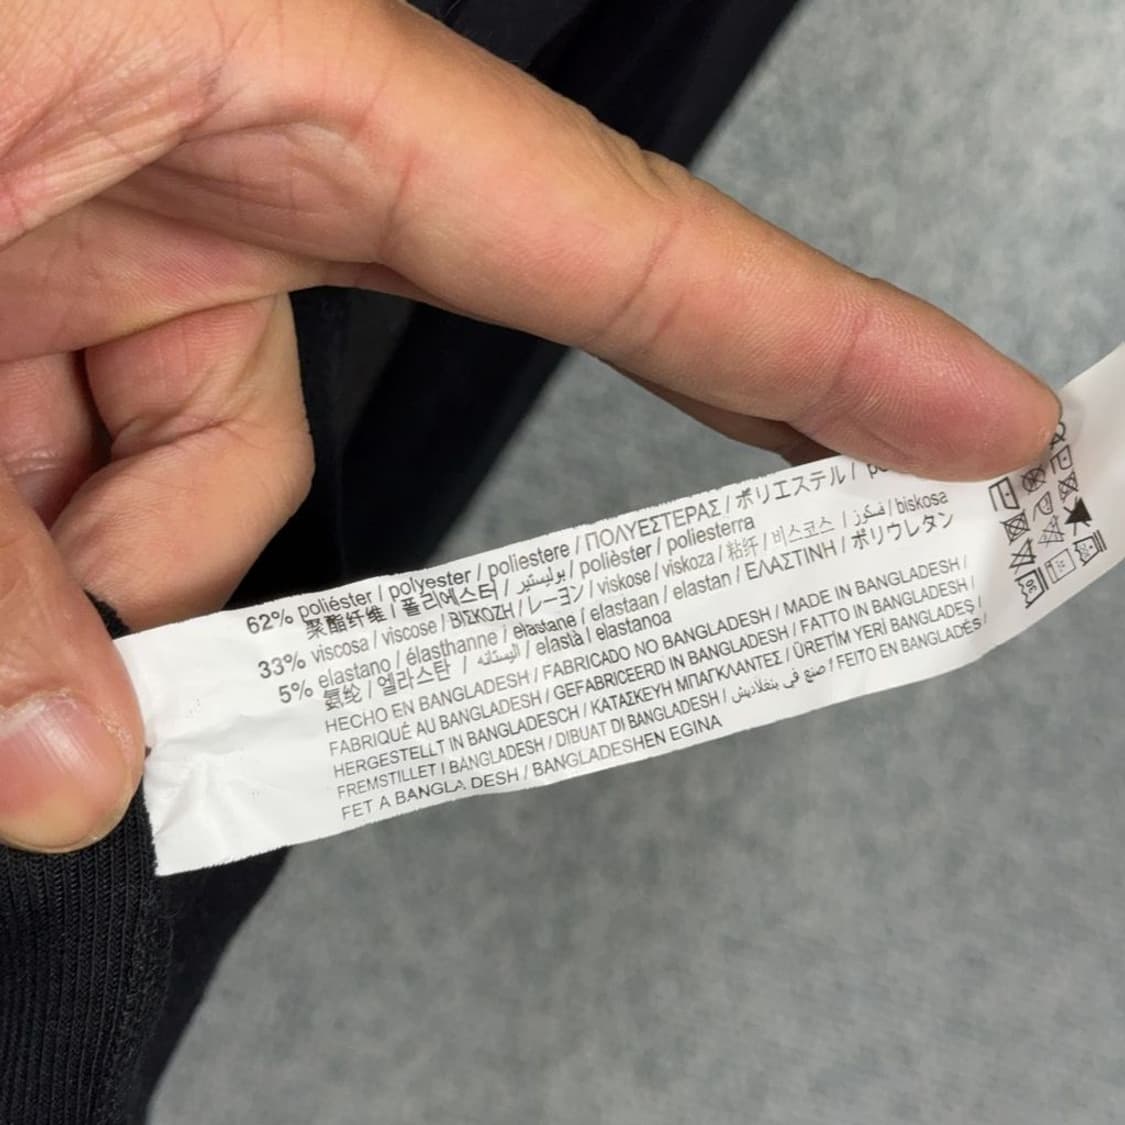 62% poliéster / polyester / poliestere / ΠΟΛΥΕΣΤΕΡΑΣ / ポリエステル /
聚酯纤维 / 폴리에스터 / بوليستير / polièster / poliesterra
33% viscosa / viscose / ΒΙΣΚΟΖΗ / レーヨン / viskose / viskoza / 粘纤 / 비스코스 / فسكوز / biskosa
5% elastano / élasthanne / elastane / elastaan / elastan / ΕΛΑΣΤΙΝΗ / ポリウレタン
氨纶 / 엘라스탄 / / elastà / elastanoa
HECHO EN BANGLADESH / FABRICADO NO BANGLADESH / MADE IN BANGLADESH /
FABRIQUÉ AU BANGLADESH / GEFABRICEERD IN BANGLADESH / FATTO IN BANGLADESH /
HERGESTELLT IN BANGLADESCH / ΚΑΤΑΣΚΕΥΗ ΜΠΑΓΚΛΑΝΤΕΣ / ÜRETİM YERİ BANGLADEŞ /
FREMSTILLET I BANGLADESH / DIBUAT DI BANGLADESH / صنع في بنغلاديش / FEITO EN BANGLADÉS /
FET A BANGLA DESH / BANGLADESHEN EGINA